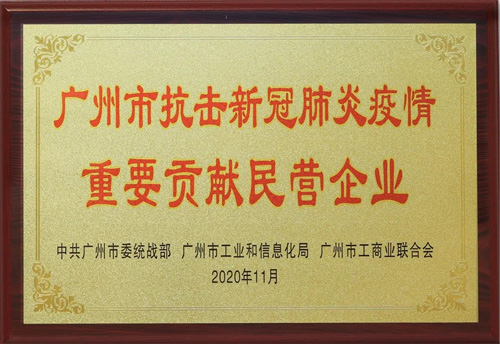 广州市抗击新冠肺炎疫情
重要贡献民营企业
中共广州市委统战部 广州市工业和信息化局 广州市工商业联合会
2020年11月